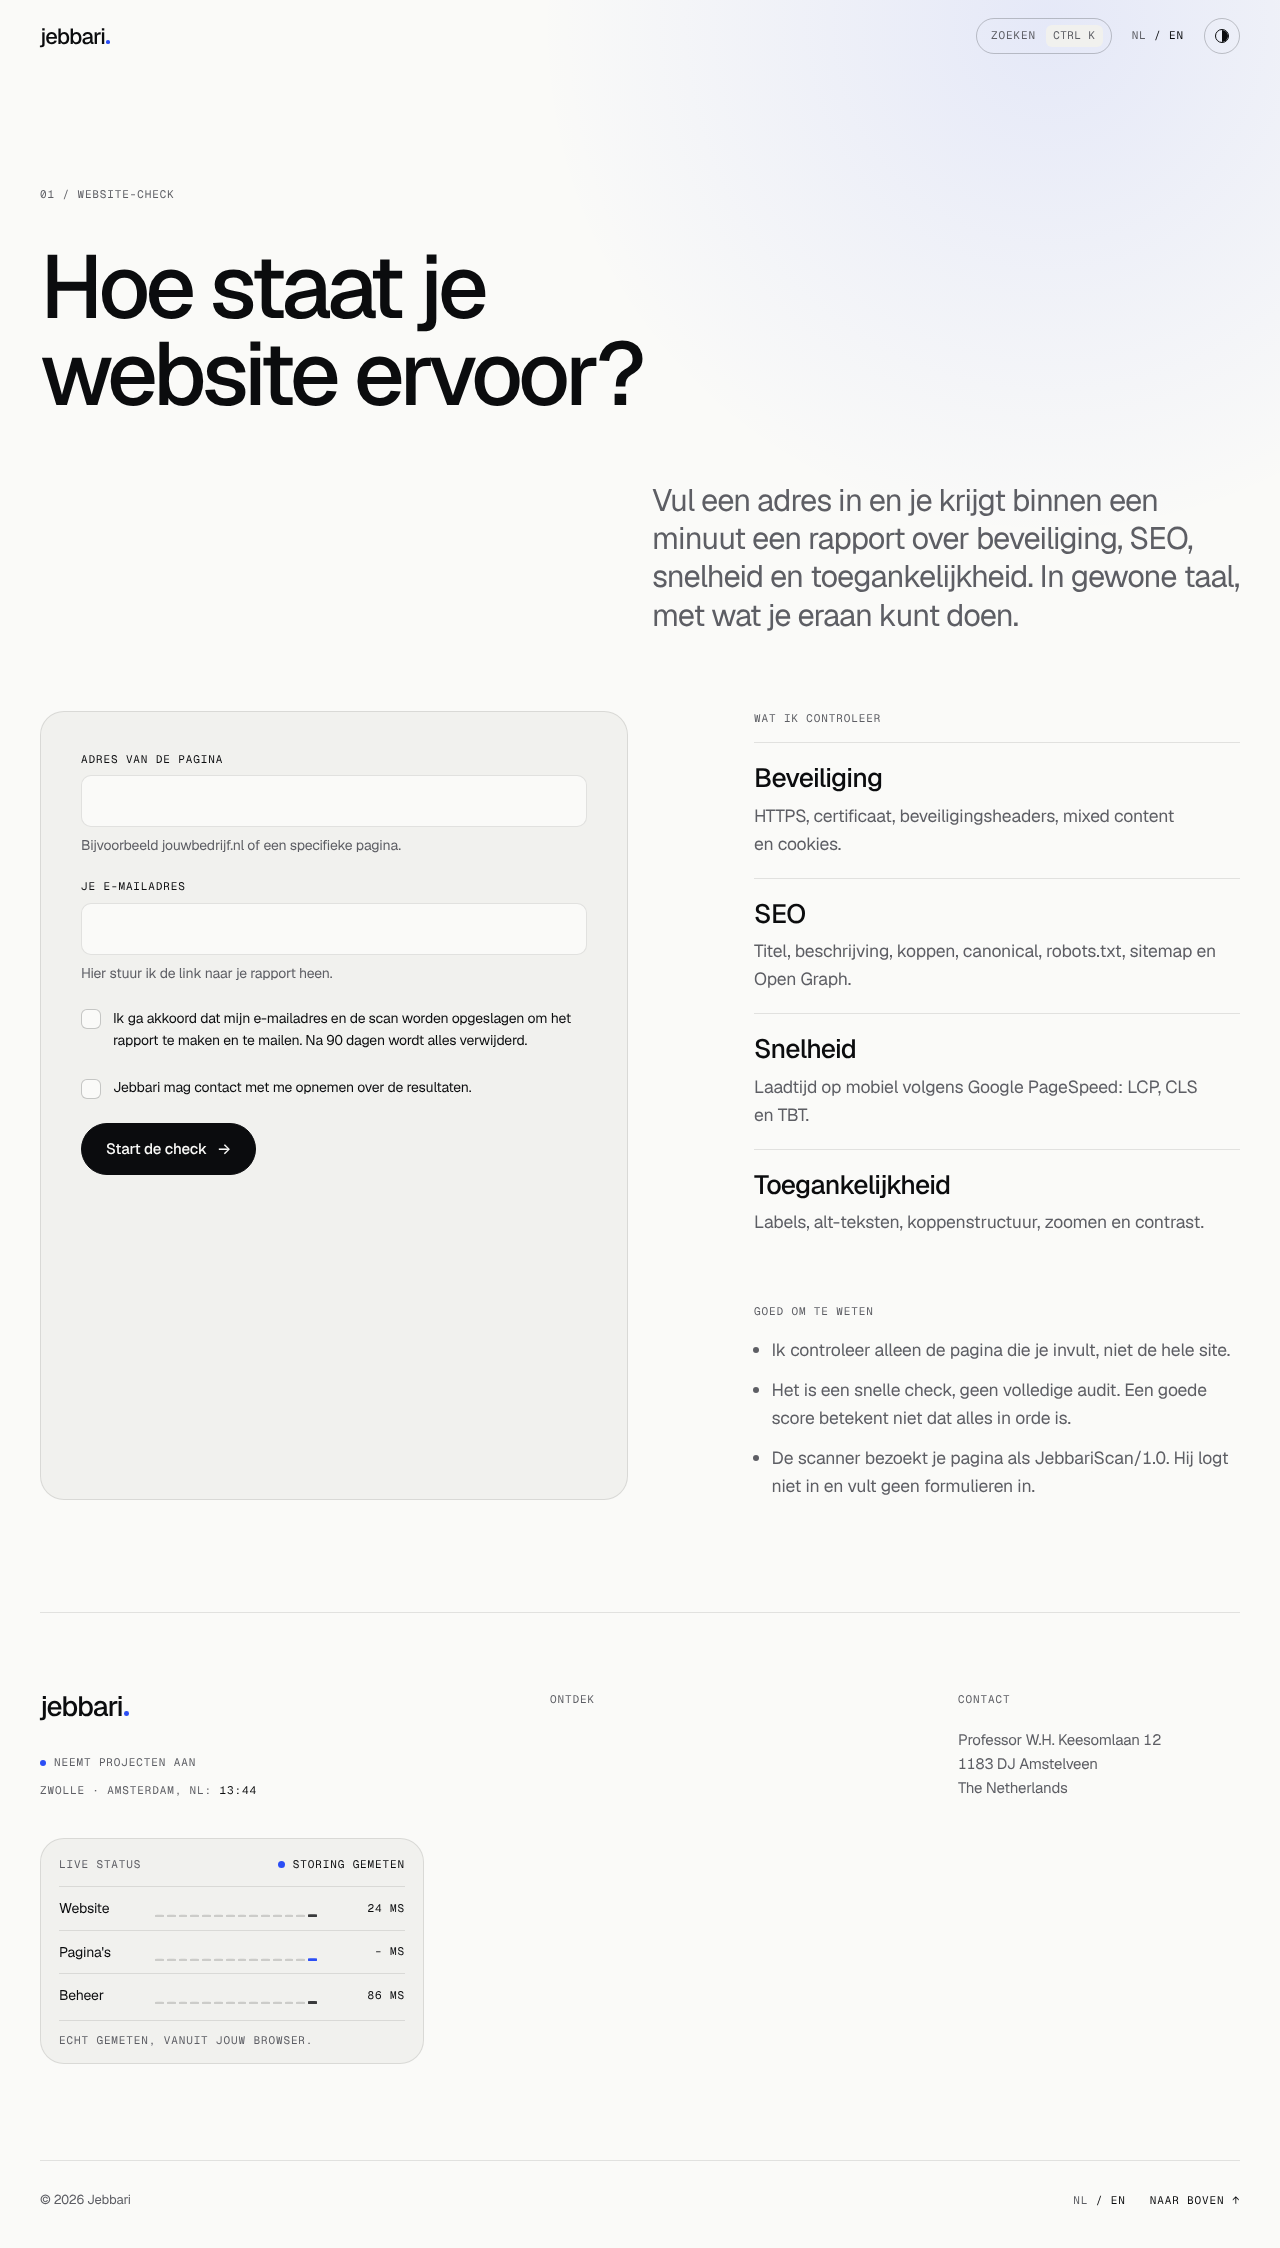 jebbari.
ZOEKEN CTRL K
NL / EN
01 / WEBSITE-CHECK
Hoe staat je
website ervoor?
Vul een adres in en je krijgt binnen een
minuut een rapport over beveiliging, SEO,
snelheid en toegankelijkheid. In gewone taal,
met wat je eraan kunt doen.
ADRES VAN DE PAGINA
Bijvoorbeeld jouwbedrijf.nl of een specifieke pagina.
JE E-MAILADRES
Hier stuur ik de link naar je rapport heen.
Ik ga akkoord dat mijn e-mailadres en de scan worden opgeslagen om het
rapport te maken en te mailen. Na 90 dagen wordt alles verwijderd.
Jebbari mag contact met me opnemen over de resultaten.
Start de check →
WAT IK CONTROLEER
Beveiliging
HTTPS, certificaat, beveiligingsheaders, mixed content
en cookies.
SEO
Titel, beschrijving, koppen, canonical, robots.txt, sitemap en
Open Graph.
Snelheid
Laadtijd op mobiel volgens Google PageSpeed: LCP, CLS
en TBT.
Toegankelijkheid
Labels, alt-teksten, koppenstructuur, zoomen en contrast.
GOED OM TE WETEN
• Ik controleer alleen de pagina die je invult, niet de hele site.
• Het is een snelle check, geen volledige audit. Een goede
score betekent niet dat alles in orde is.
• De scanner bezoekt je pagina als JebbariScan/1.0. Hij logt
niet in en vult geen formulieren in.
jebbari.
NEEMT PROJECTEN AAN
ZWOLLE · AMSTERDAM, NL: 13:44
LIVE STATUS
STORING GEMETEN
Website 24 MS
Pagina's – MS
Beheer 86 MS
ECHT GEMETEN, VANUIT JOUW BROWSER.
ONTDEK
CONTACT
Professor W.H. Keesomlaan 12
1183 DJ Amstelveen
The Netherlands
© 2026 Jebbari
NL / EN
NAAR BOVEN ↑